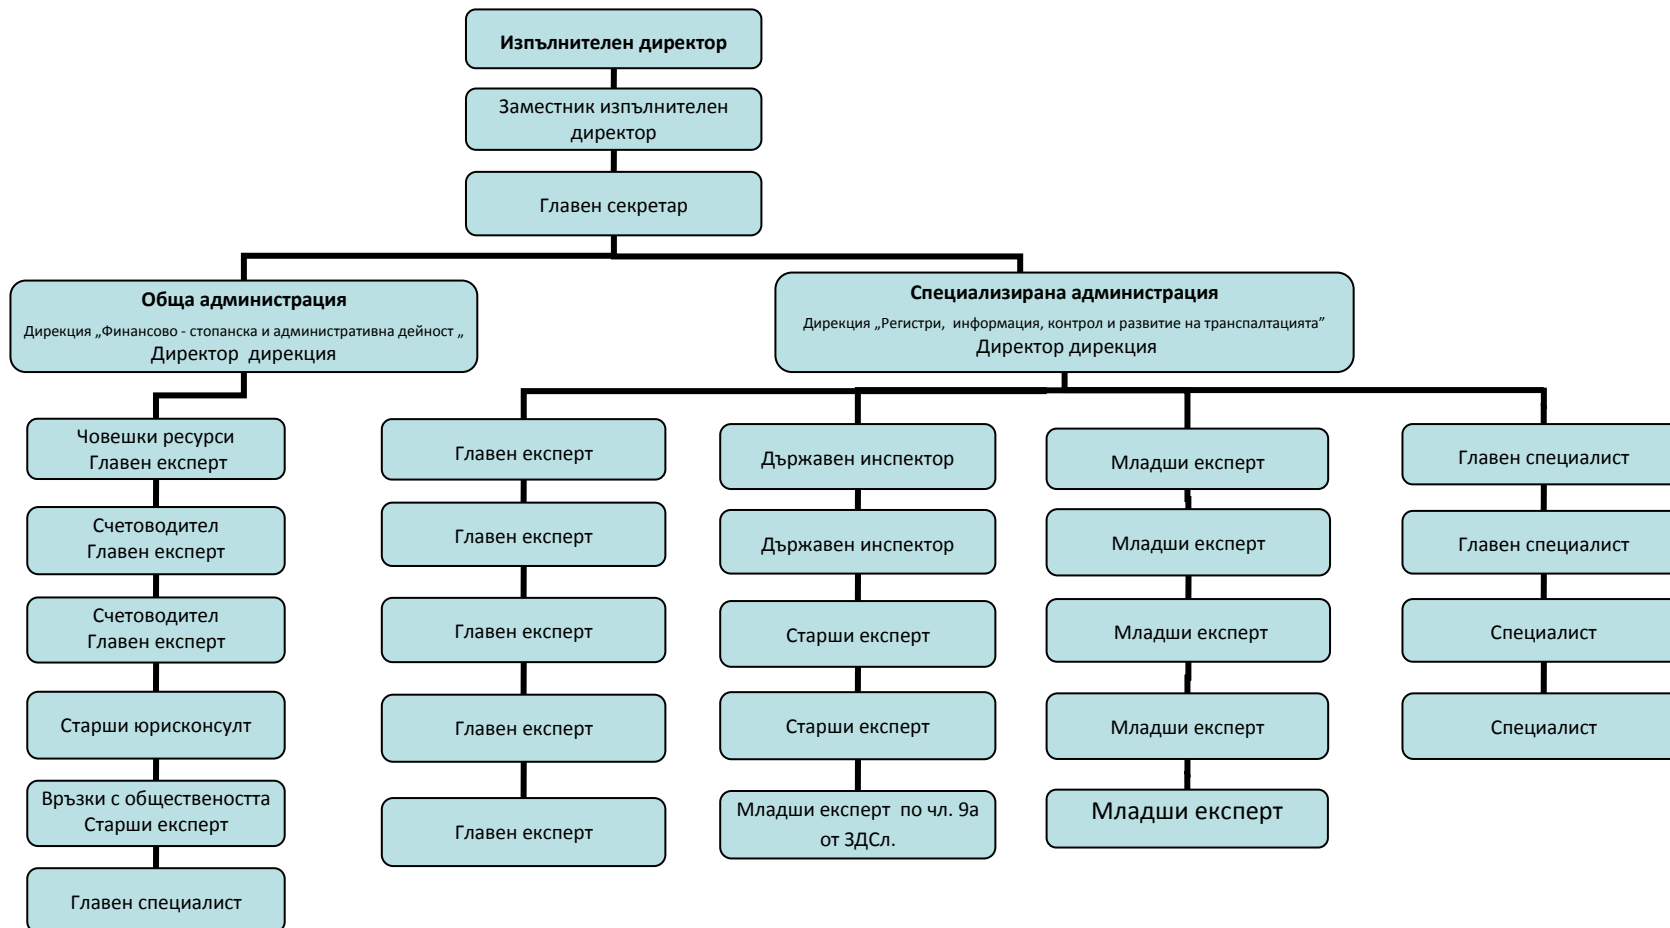 Изпълнителен директор
Заместник изпълнителен
директор
Главен секретар
Обща администрация
Дирекция „Финансово - стопанска и административна дейност „
Директор дирекция
Специализирана администрация
Дирекция „Регистри, информация, контрол и развитие на транспалтацията”
Директор дирекция
Човешки ресурси
Главен експерт
Счетоводител
Главен експерт
Счетоводител
Главен експерт
Старши юрисконсулт
Връзки с обществеността
Старши експерт
Главен специалист
Главен експерт
Главен експерт
Главен експерт
Главен експерт
Главен експерт
Държавен инспектор
Държавен инспектор
Старши експерт
Старши експерт
Младши експерт по чл. 9а
от ЗДСл.
Младши експерт
Младши експерт
Младши експерт
Младши експерт
Младши експерт
Главен специалист
Главен специалист
Специалист
Специалист